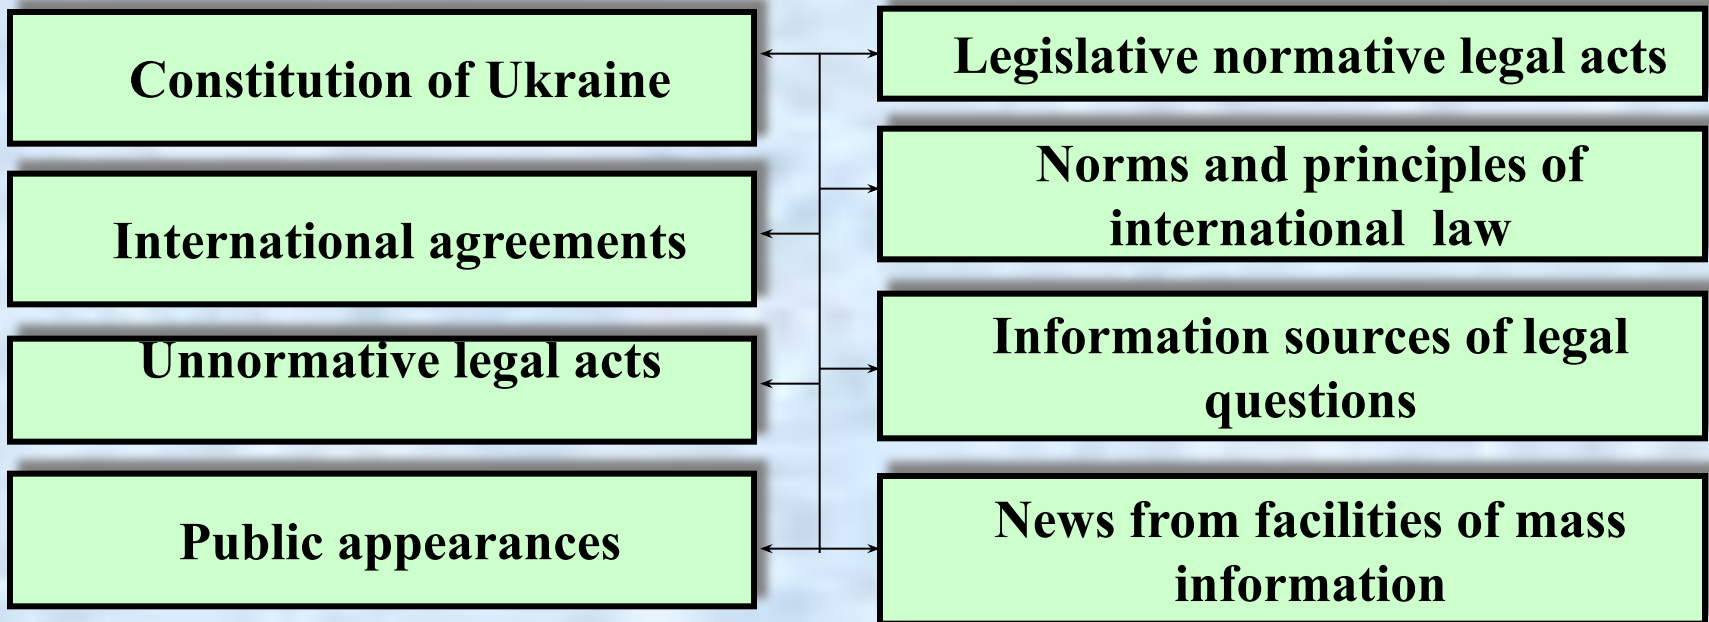 Constitution of Ukraine
International agreements
Unnormative legal acts
Public appearances
Legislative normative legal acts
Norms and principles of
international law
Information sources of legal
questions
News from facilities of mass
information